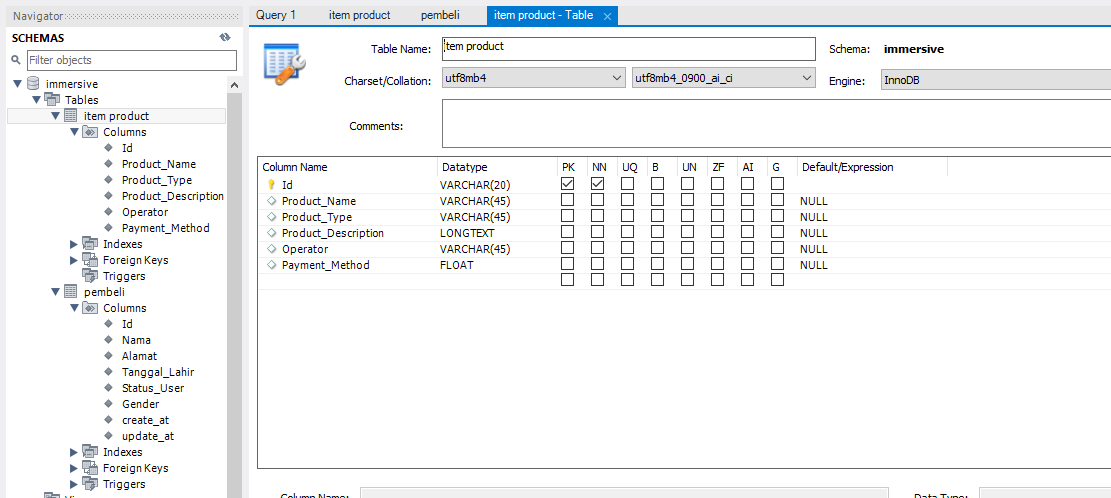 Navigator
SCHEMAS
Filter objects
immersive
Tables
item product
Columns
Id
Product_Name
Product_Type
Product_Description
Operator
Payment_Method
Indexes
Foreign Keys
Triggers
pembeli
Columns
Id
Nama
Alamat
Tanggal_Lahir
Status_User
Gender
create_at
update_at
Indexes
Foreign Keys
Triggers
Query 1 item product pembeli item product - Table
Table Name: item product Schema: immersive
Charset/Collation: utf8mb4 utf8mb4_0900_ai_ci Engine: InnoDB
Comments:
Column Name Datatype PK NN UQ B UN ZF AI G Default/Expression
Id VARCHAR(20)
Product_Name VARCHAR(45) NULL
Product_Type VARCHAR(45) NULL
Product_Description LONGTEXT NULL
Operator VARCHAR(45) NULL
Payment_Method FLOAT NULL
Column Name: Data Type: